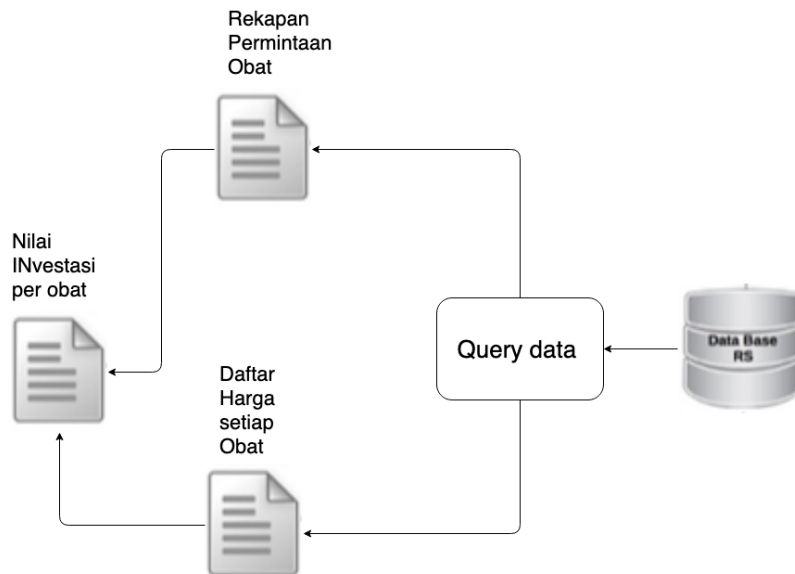 Rekapan
Permintaan
Obat
Nilai
INvestasi
per obat
Query data
Data Base
RS
Daftar
Harga
setiap
Obat